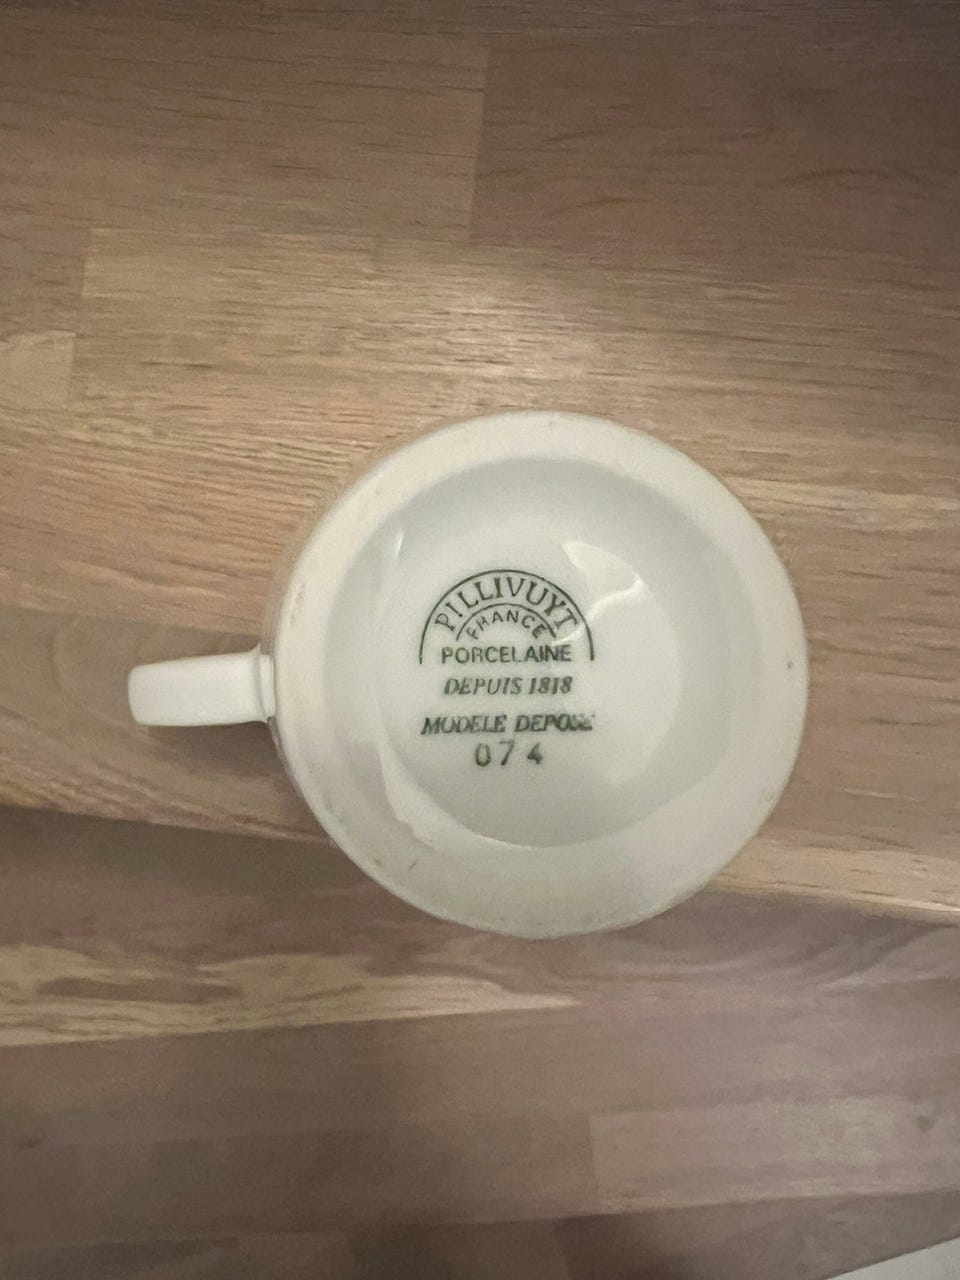 PILLIVUYT
FRANCE
PORCELAINE
DEPUIS 1818
MODELE DEPOSE
074